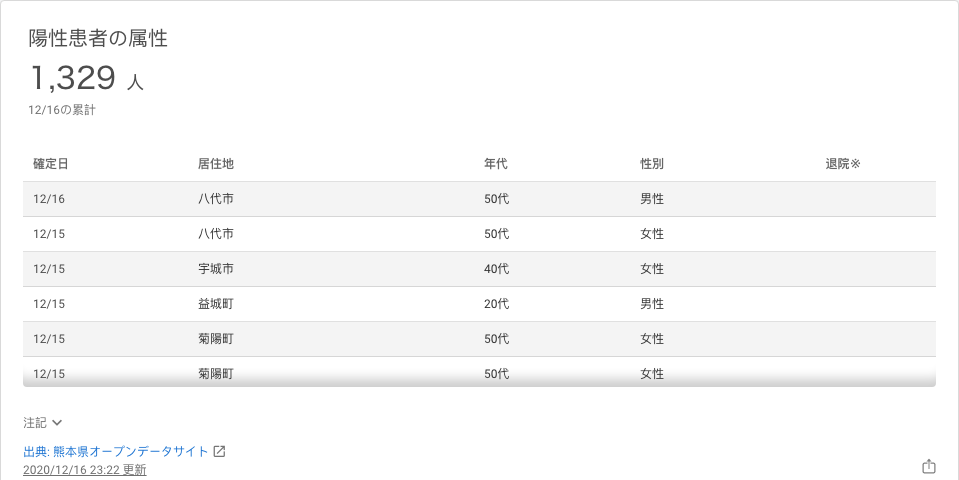 陽性患者の属性
1,329 人
12/16の累計
確定日 居住地 年代 性別 退院※
12/16 八代市 50代 男性
12/15 八代市 50代 女性
12/15 宇城市 40代 女性
12/15 益城町 20代 男性
12/15 菊陽町 50代 女性
12/15 菊陽町 50代 女性
注記
出典: 熊本県オープンデータサイト
2020/12/16 23:22 更新